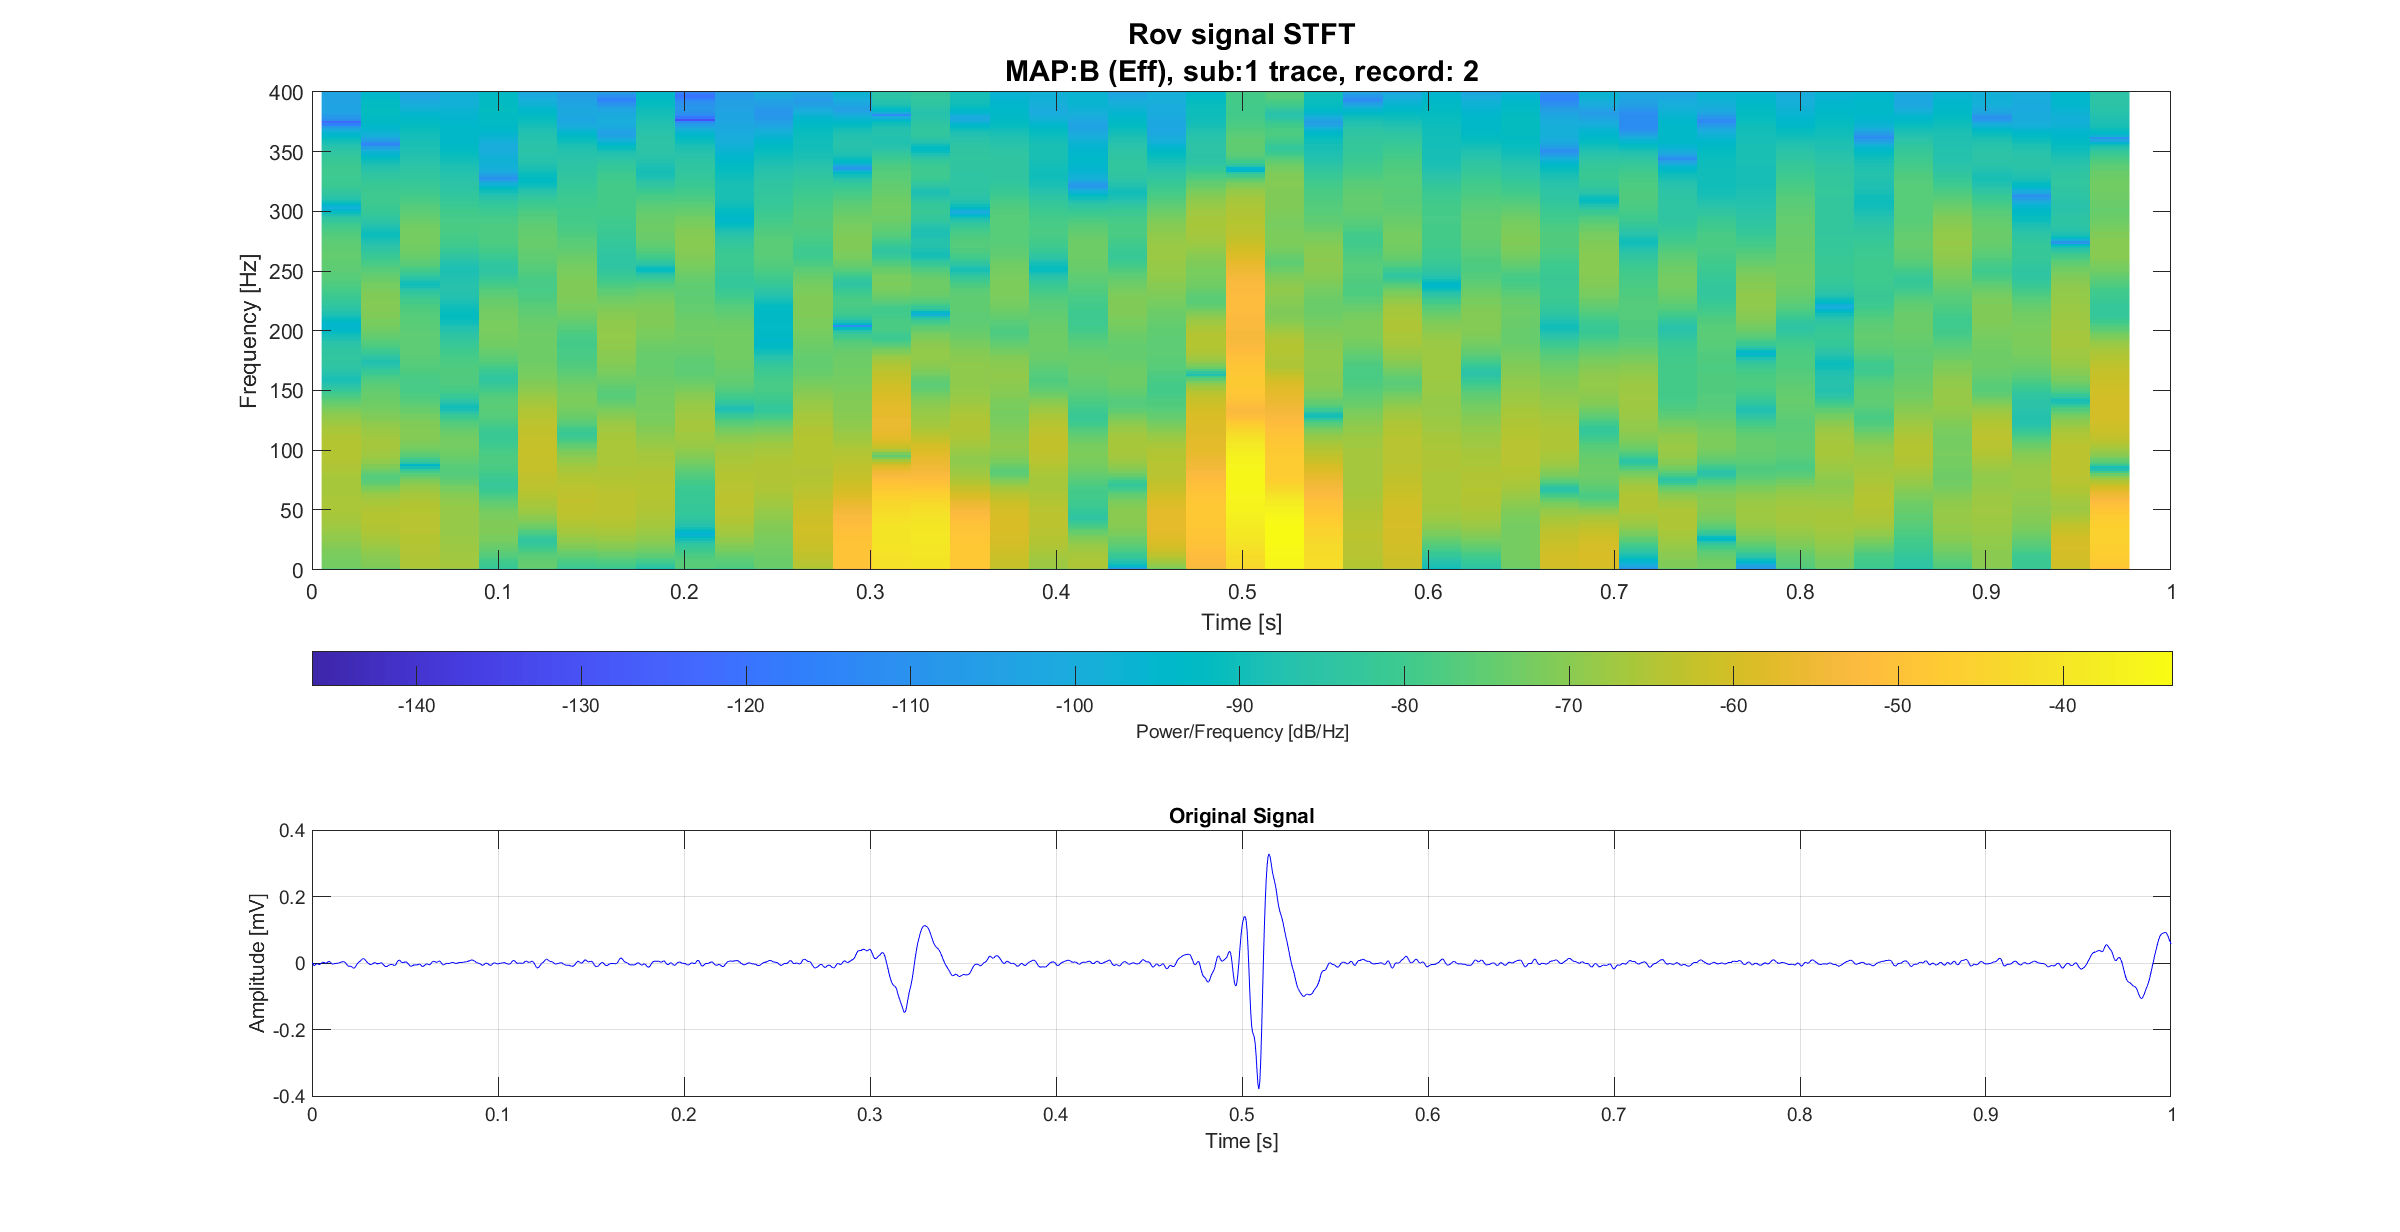 Rov signal STFT
MAP:B (Eff), sub:1 trace, record: 2
400
350
300
250
200
150
100
50
0
Frequency [Hz]
0 0.1 0.2 0.3 0.4 0.5 0.6 0.7 0.8 0.9 1
Time [s]
-140 -130 -120 -110 -100 -90 -80 -70 -60 -50 -40
Power/Frequency [dB/Hz]
Original Signal
0.4
0.2
0
-0.2
-0.4
Amplitude [mV]
0 0.1 0.2 0.3 0.4 0.5 0.6 0.7 0.8 0.9 1
Time [s]